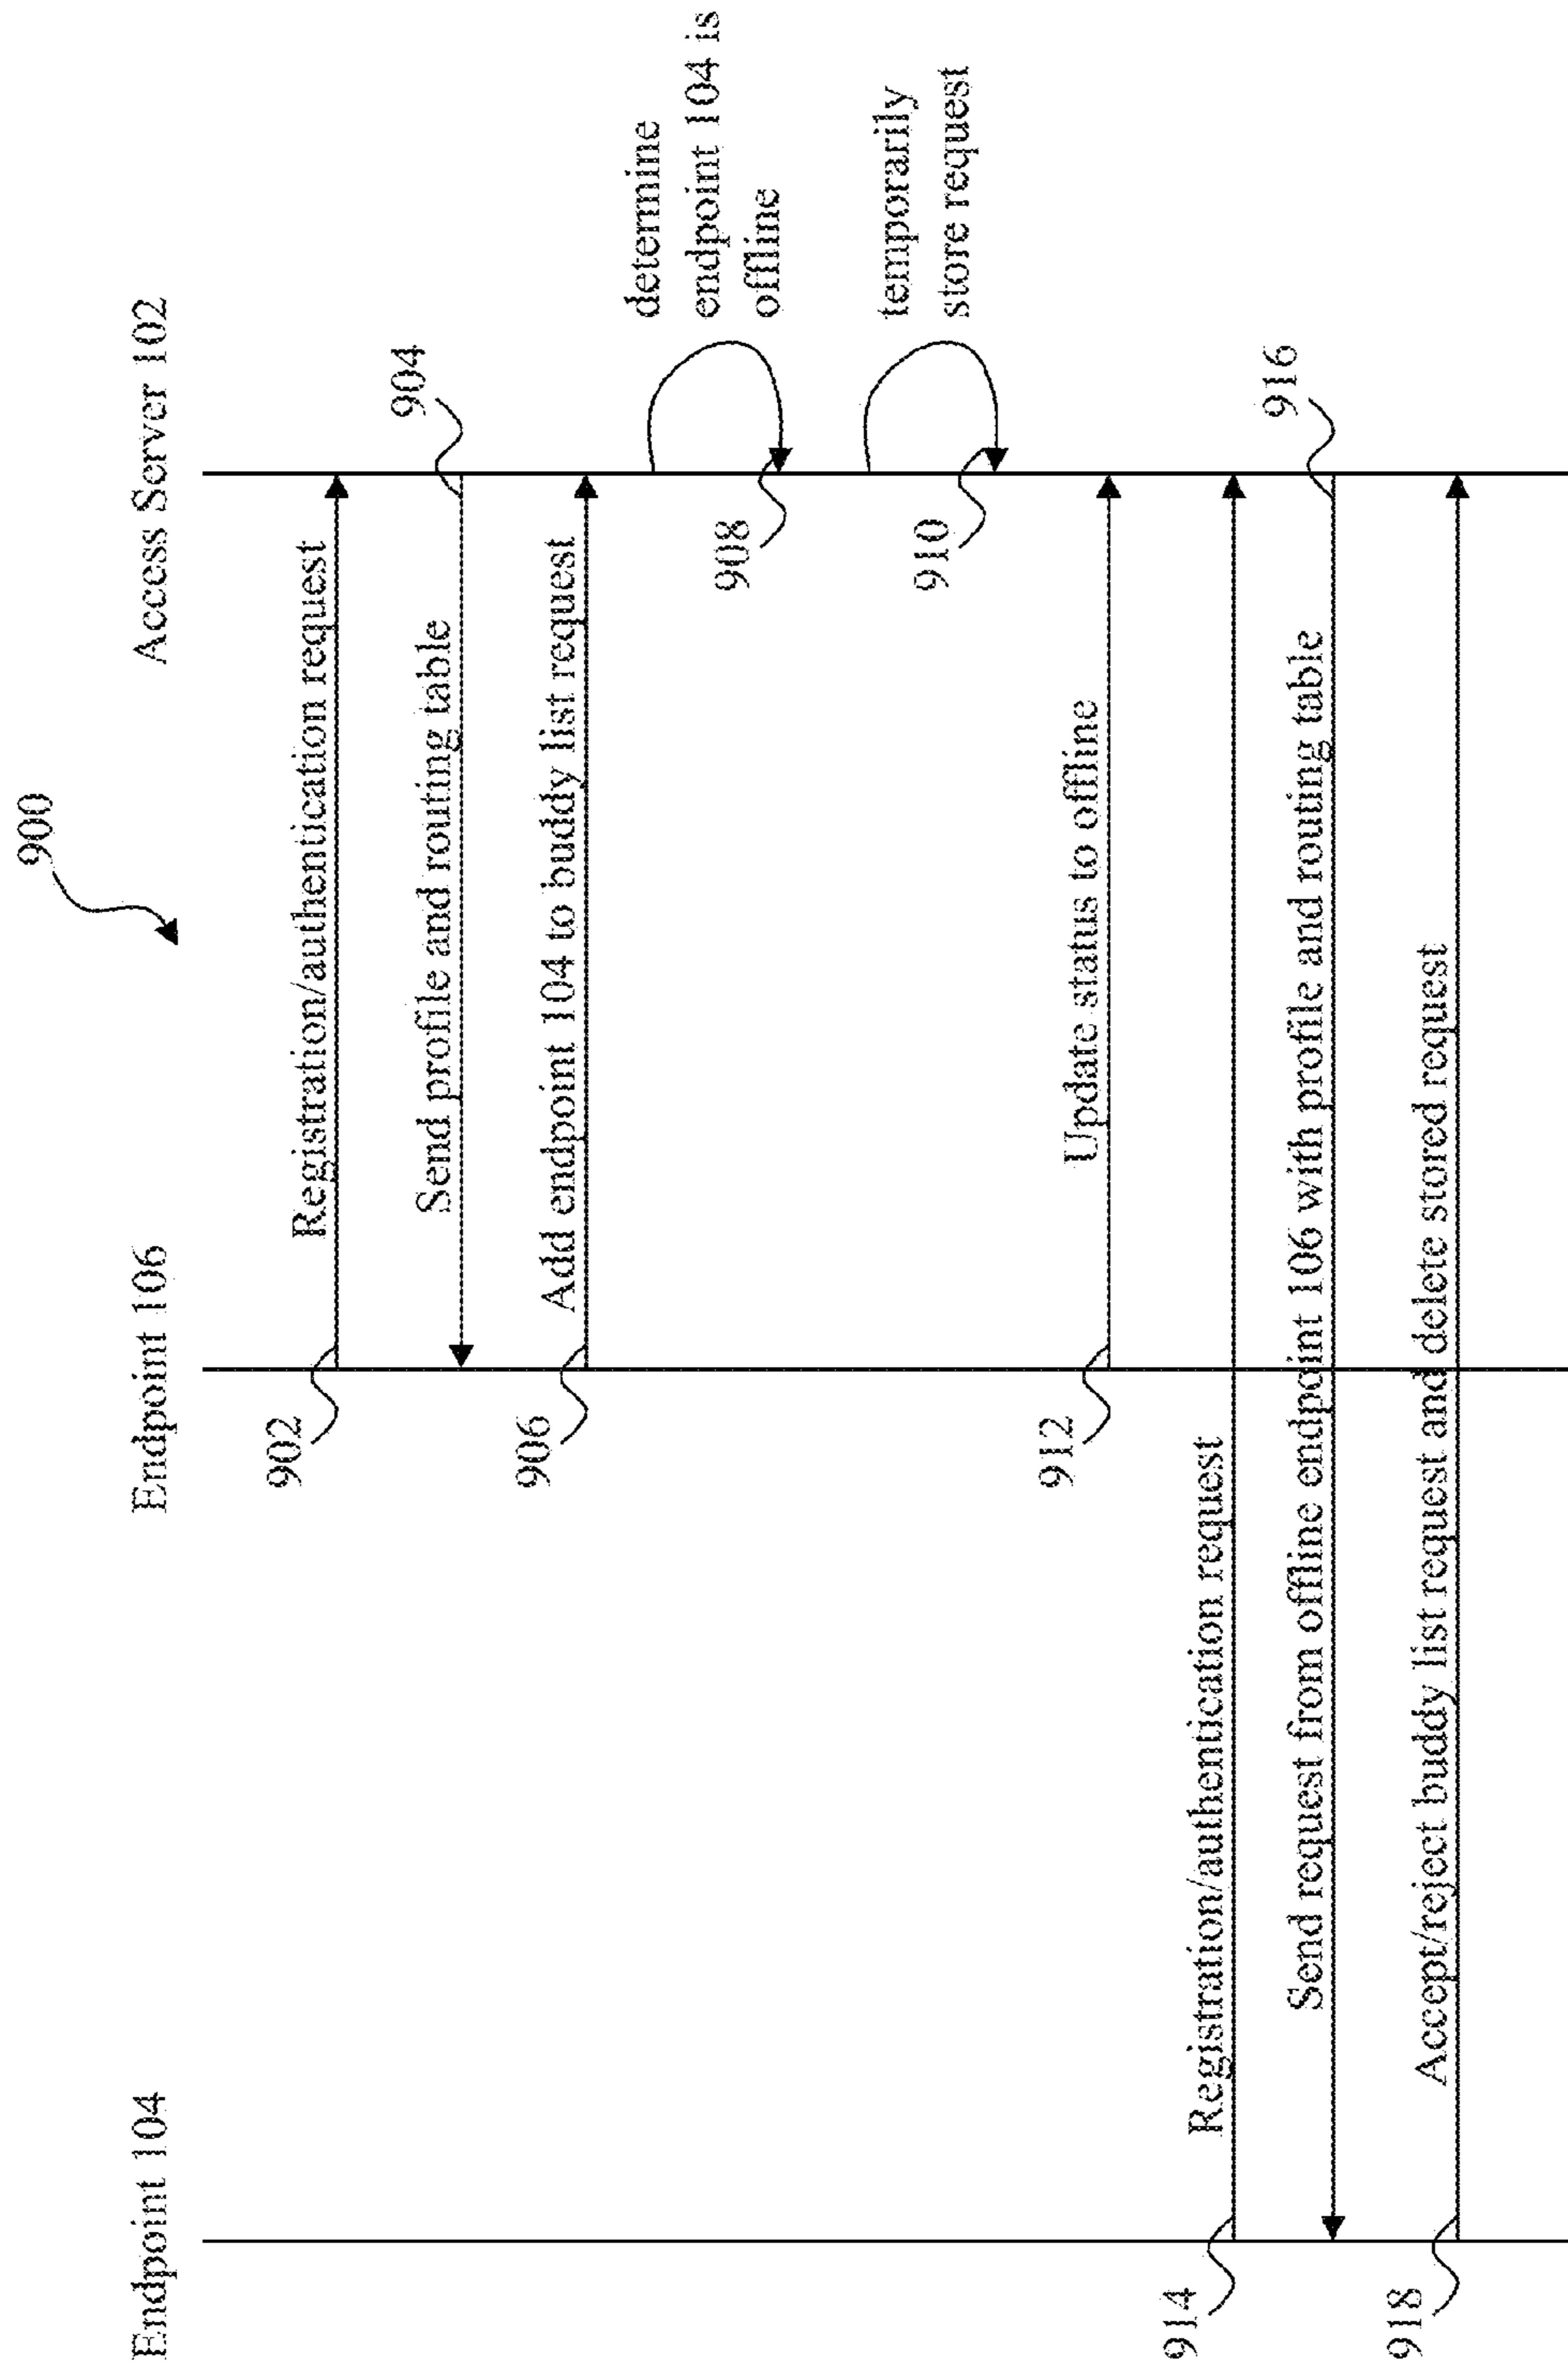 900
Endpoint 104
Endpoint 106
Access Server 102
902
Registration/authentication request
904
Send profile and routing table
906
Add endpoint 104 to buddy list request
determine
endpoint 104 is
offline
908
temporarily
store request
910
912
Update status to offline
914
Registration/authentication request
916
Send request from offline endpoint 106 with profile and routing table
918
Accept/reject buddy list request and delete stored request